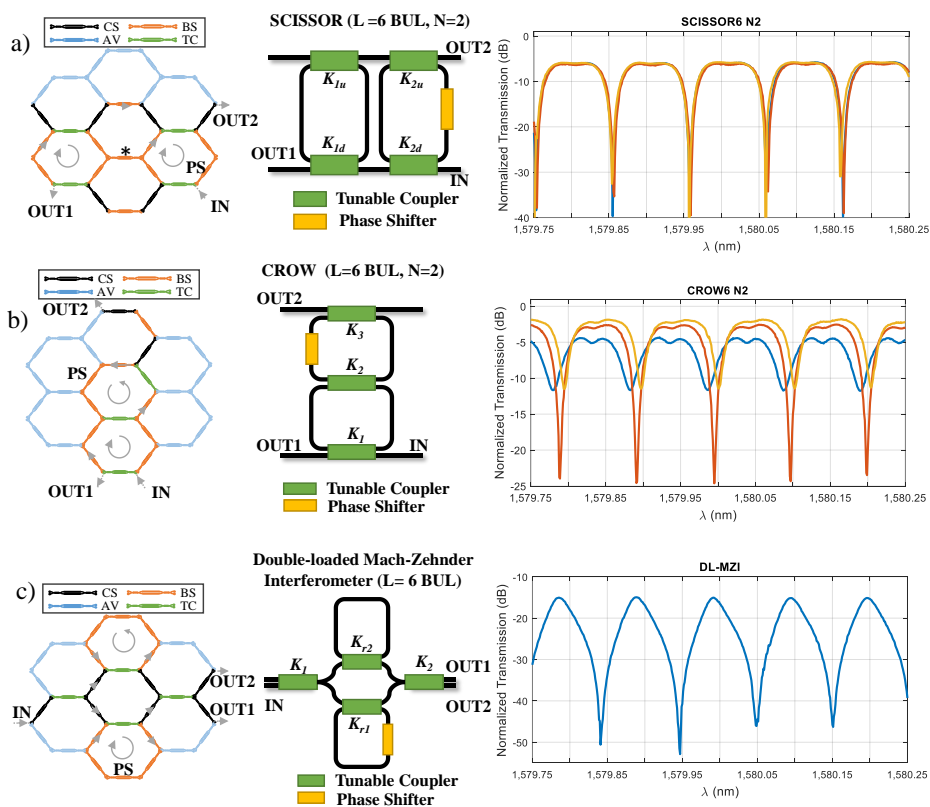 a)
CS BS
AV TC
OUT2
*
PS
OUT1
IN
SCISSOR (L =6 BUL, N=2)
OUT2
K1u
K2u
OUT1
K1d
K2d
IN
Tunable Coupler
Phase Shifter
SCISSOR6 N2
Normalized Transmission (dB)
0
-10
-20
-30
-40
1,579.75 1,579.85 1,579.95 1,580.05 1,580.15 1,580.25
λ (nm)
b)
CS BS
AV TC
OUT2
PS
OUT1
IN
CROW (L=6 BUL, N=2)
OUT2
K3
K2
OUT1
K1
IN
Tunable Coupler
Phase Shifter
CROW6 N2
Normalized Transmission (dB)
0
-5
-10
-15
-20
-25
1,579.75 1,579.85 1,579.95 1,580.05 1,580.15 1,580.25
λ (nm)
c)
CS BS
AV TC
OUT2
IN
OUT1
PS
Double-loaded Mach-Zehnder
Interferometer (L= 6 BUL)
K1
Kr2
K2
OUT1
IN
OUT2
Kr1
Tunable Coupler
Phase Shifter
DL-MZI
Normalized Transmission (dB)
-10
-20
-30
-40
-50
1,579.75 1,579.85 1,579.95 1,580.05 1,580.15 1,580.25
λ (nm)